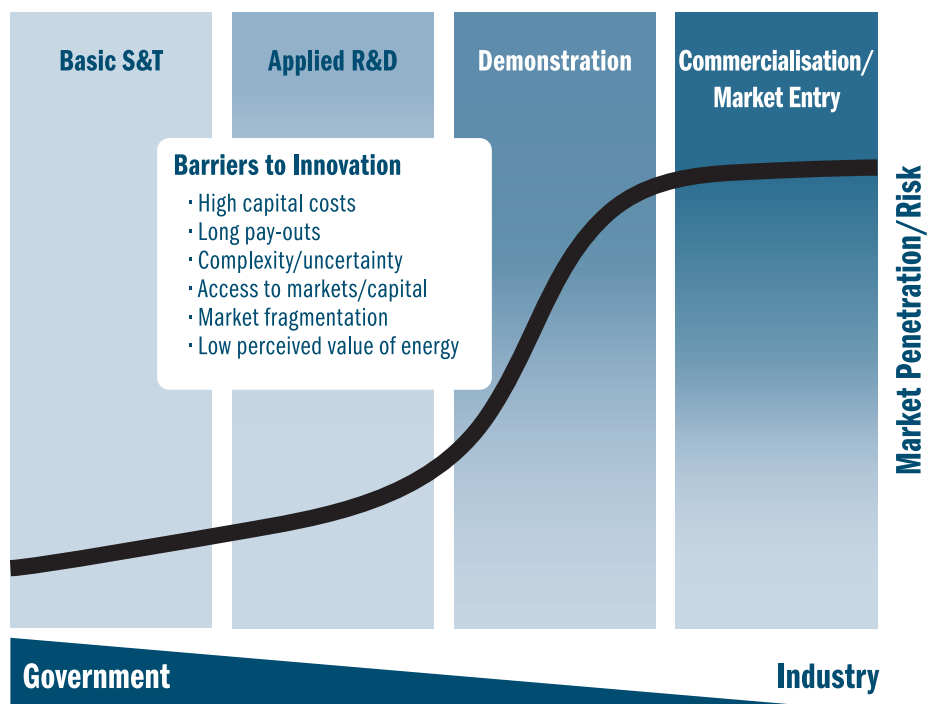 Basic S&T
Applied R&D
Demonstration
Commercialisation/
Market Entry
Barriers to Innovation
· High capital costs
· Long pay-outs
· Complexity/uncertainty
· Access to markets/capital
· Market fragmentation
· Low perceived value of energy
Market Penetration/Risk
Government
Industry